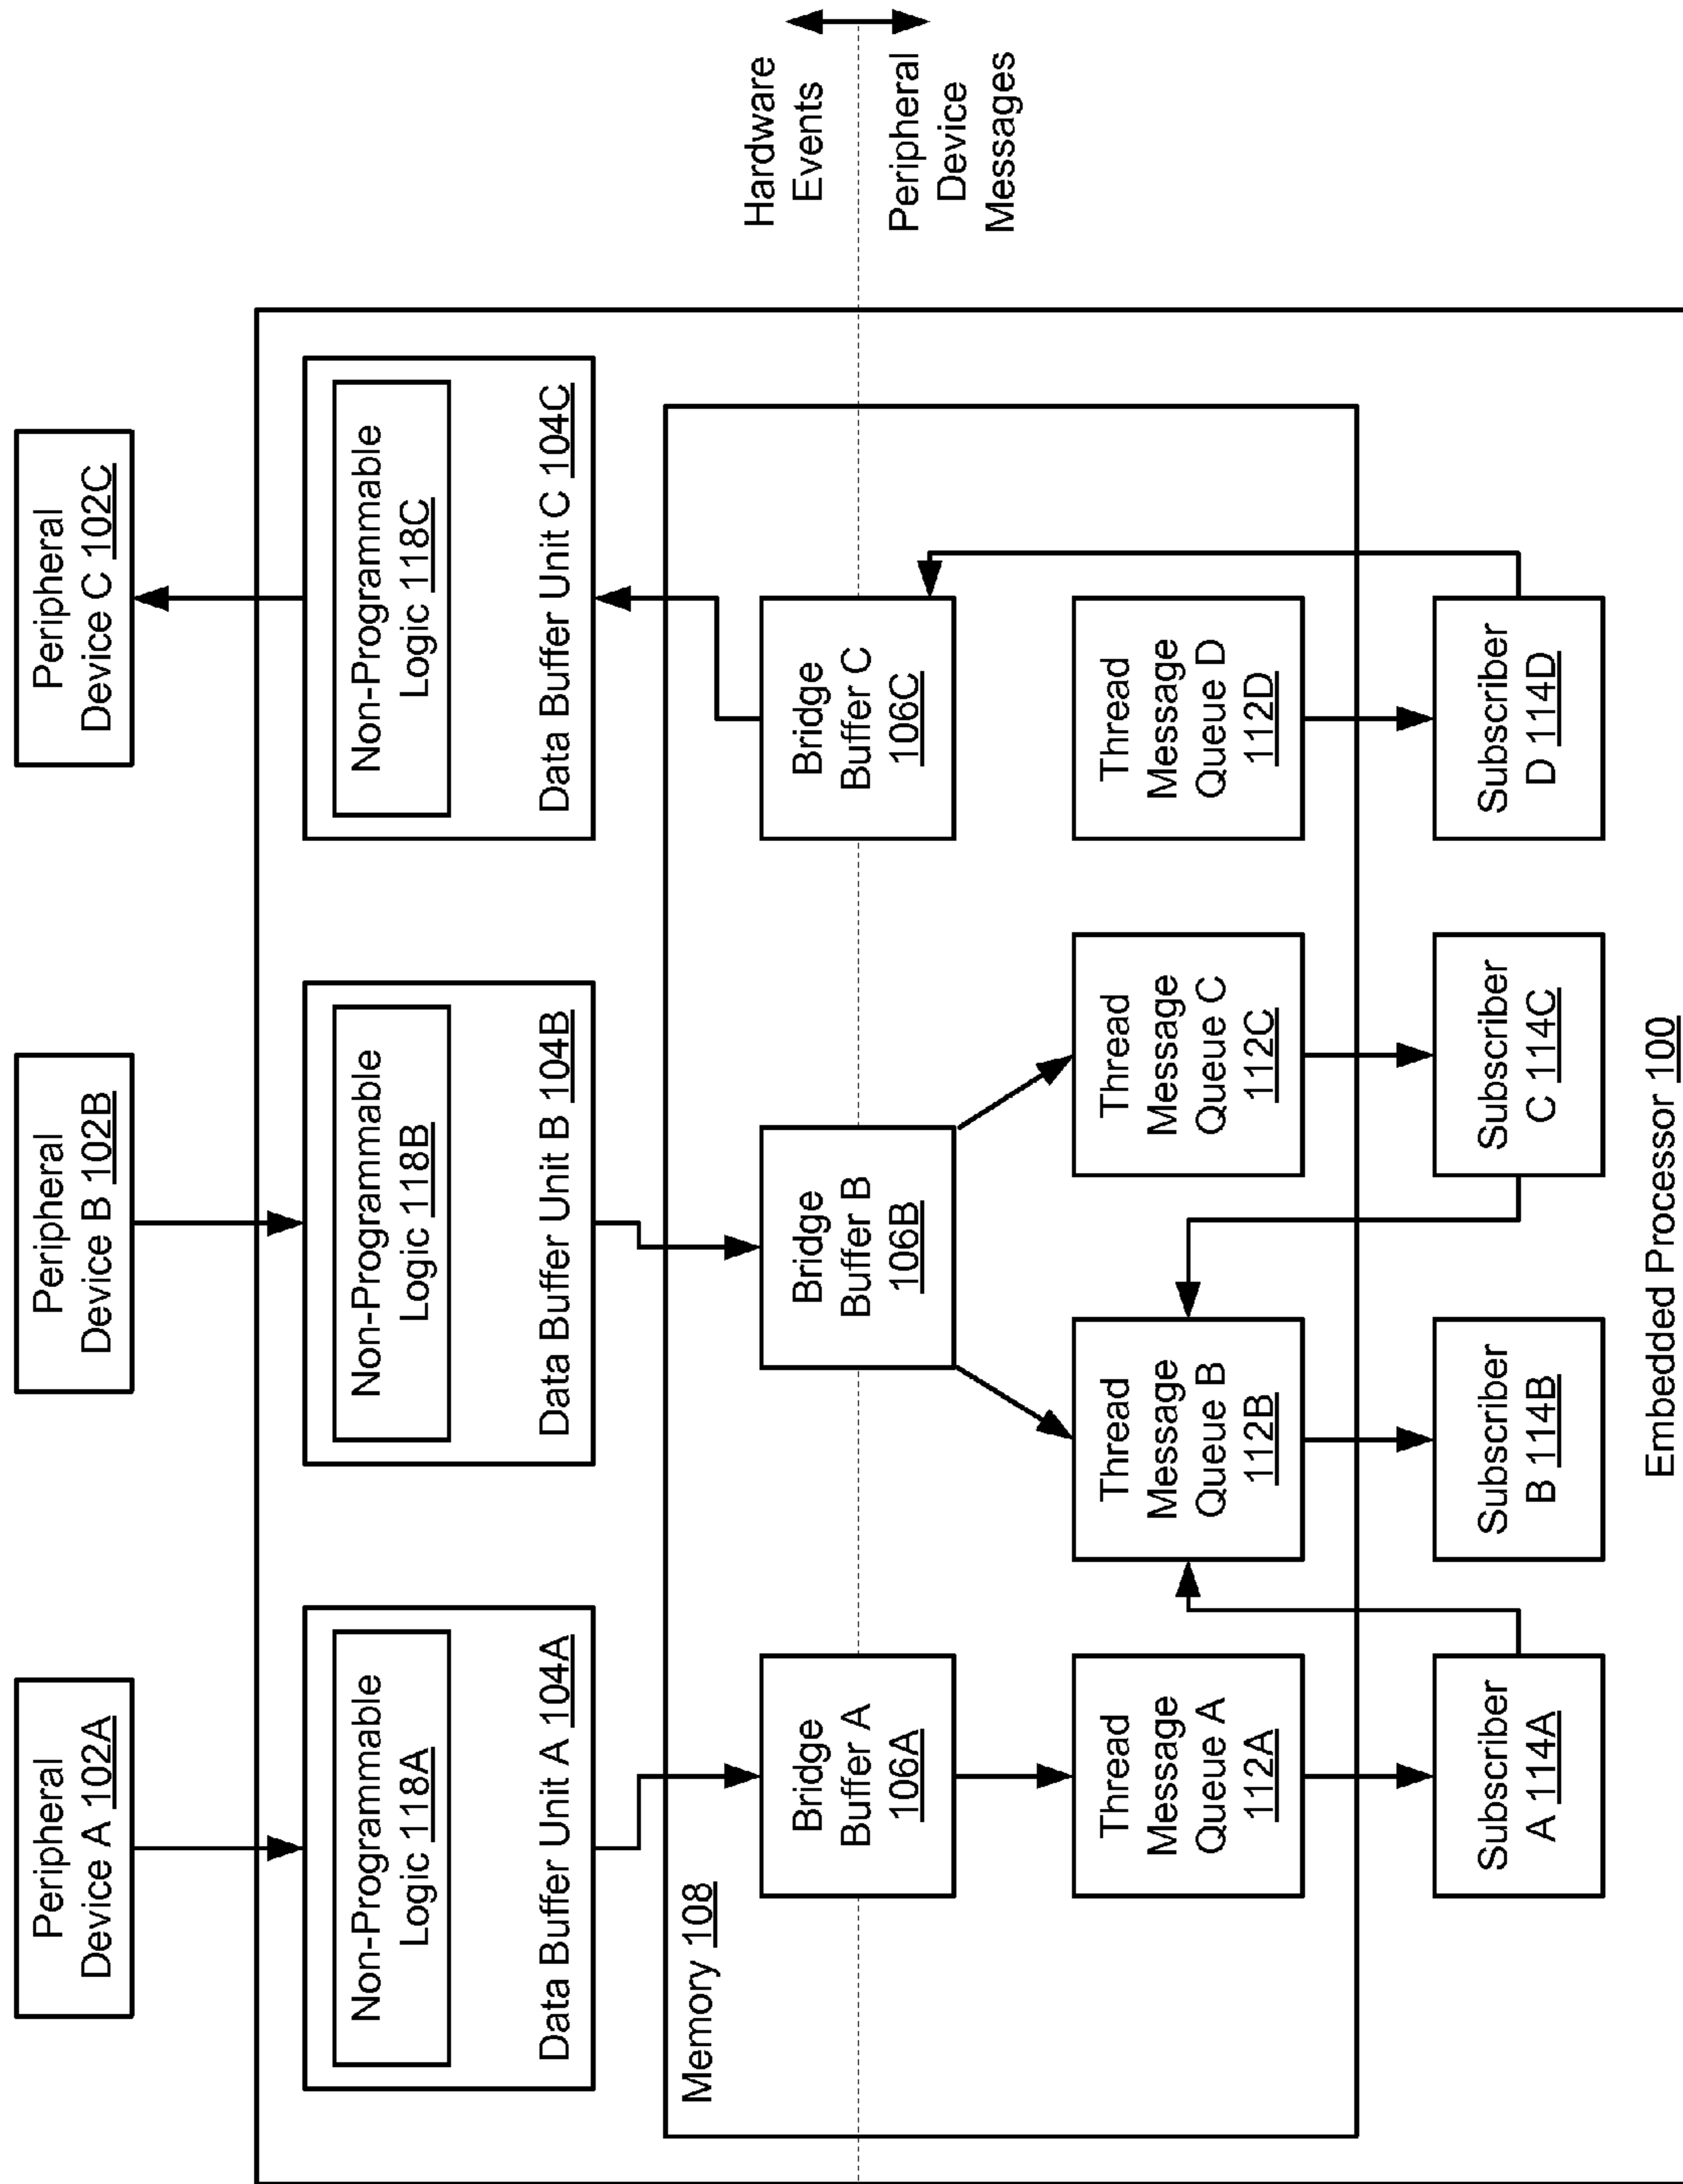 Peripheral
Device A 102A
Peripheral
Device B 102B
Peripheral
Device C 102C
Non-Programmable
Logic 118A
Data Buffer Unit A 104A
Non-Programmable
Logic 118B
Data Buffer Unit B 104B
Non-Programmable
Logic 118C
Data Buffer Unit C 104C
Memory 108
Hardware
Events
Peripheral
Device
Messages
Bridge
Buffer A
106A
Bridge
Buffer B
106B
Bridge
Buffer C
106C
Thread
Message
Queue A
112A
Thread
Message
Queue B
112B
Thread
Message
Queue C
112C
Thread
Message
Queue D
112D
Subscriber
A 114A
Subscriber
B 114B
Subscriber
C 114C
Subscriber
D 114D
Embedded Processor 100